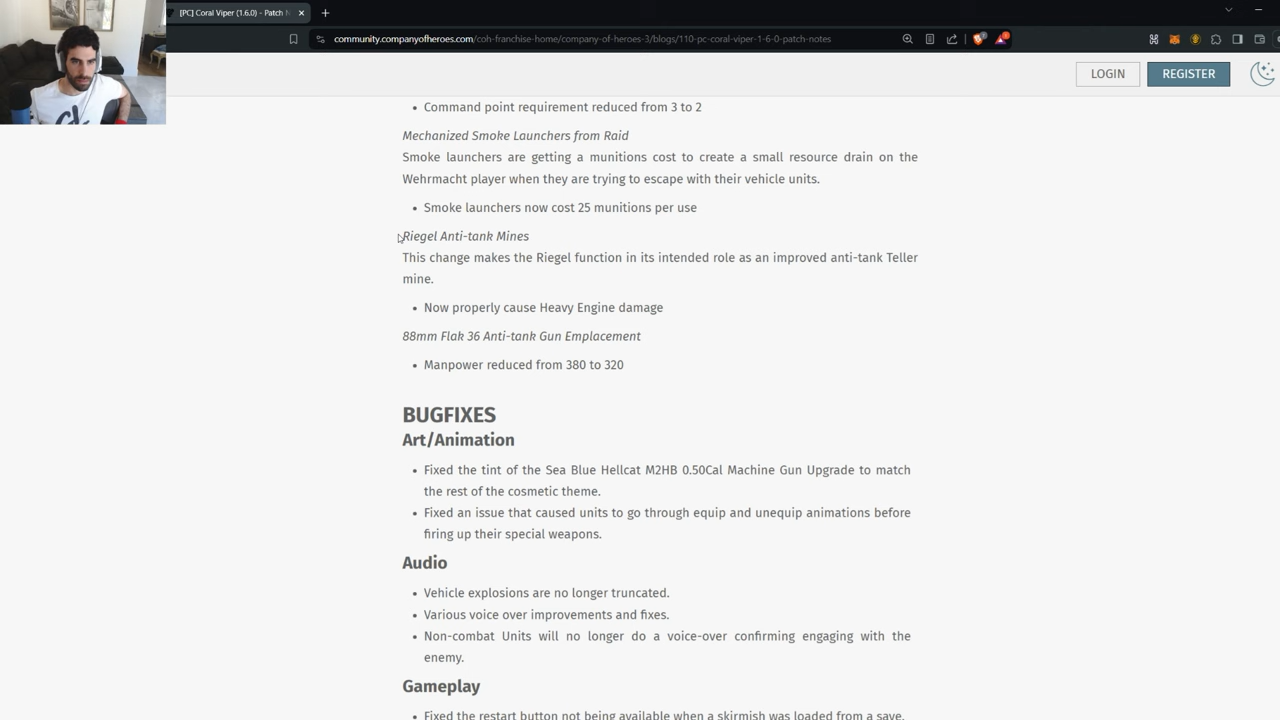 [PC] Coral Viper (1.6.0) – Patch N
community.companyofheroes.com/coh-franchise-home/company-of-heroes-3/blogs/110-pc-coral-viper-1-6-0-patch-notes
LOGIN
REGISTER
• Command point requirement reduced from 3 to 2
Mechanized Smoke Launchers from Raid
Smoke launchers are getting a munitions cost to create a small resource drain on the
Wehrmacht player when they are trying to escape with their vehicle units.
• Smoke launchers now cost 25 munitions per use
Riegel Anti-tank Mines
This change makes the Riegel function in its intended role as an improved anti-tank Teller
mine.
• Now properly cause Heavy Engine damage
88mm Flak 36 Anti-tank Gun Emplacement
• Manpower reduced from 380 to 320
BUGFIXES
Art/Animation
• Fixed the tint of the Sea Blue Hellcat M2HB 0.50Cal Machine Gun Upgrade to match
the rest of the cosmetic theme.
• Fixed an issue that caused units to go through equip and unequip animations before
firing up their special weapons.
Audio
• Vehicle explosions are no longer truncated.
• Various voice over improvements and fixes.
• Non-combat Units will no longer do a voice-over confirming engaging with the
enemy.
Gameplay
• Fixed the restart button not being available when a skirmish was loaded from a save.